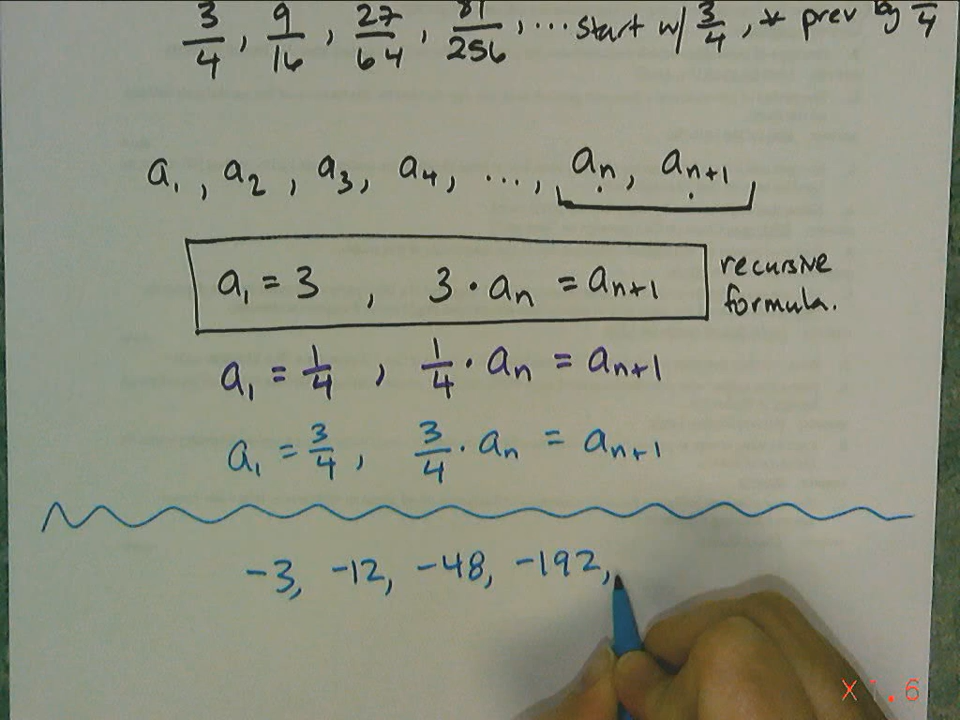 3/4, 9/16, 27/64, 81/256, ... start w/ 3/4, * prev by 3/4
a₁, a₂, a₃, a₄, ..., aₙ, aₙ₊₁,
a₁ = 3, 3 · aₙ = aₙ₊₁ recursive formula.
a₁ = 1/4, 1/4 · aₙ = aₙ₊₁
a₁ = 3/4, 3/4 · aₙ = aₙ₊₁
-3, -12, -48, -192,